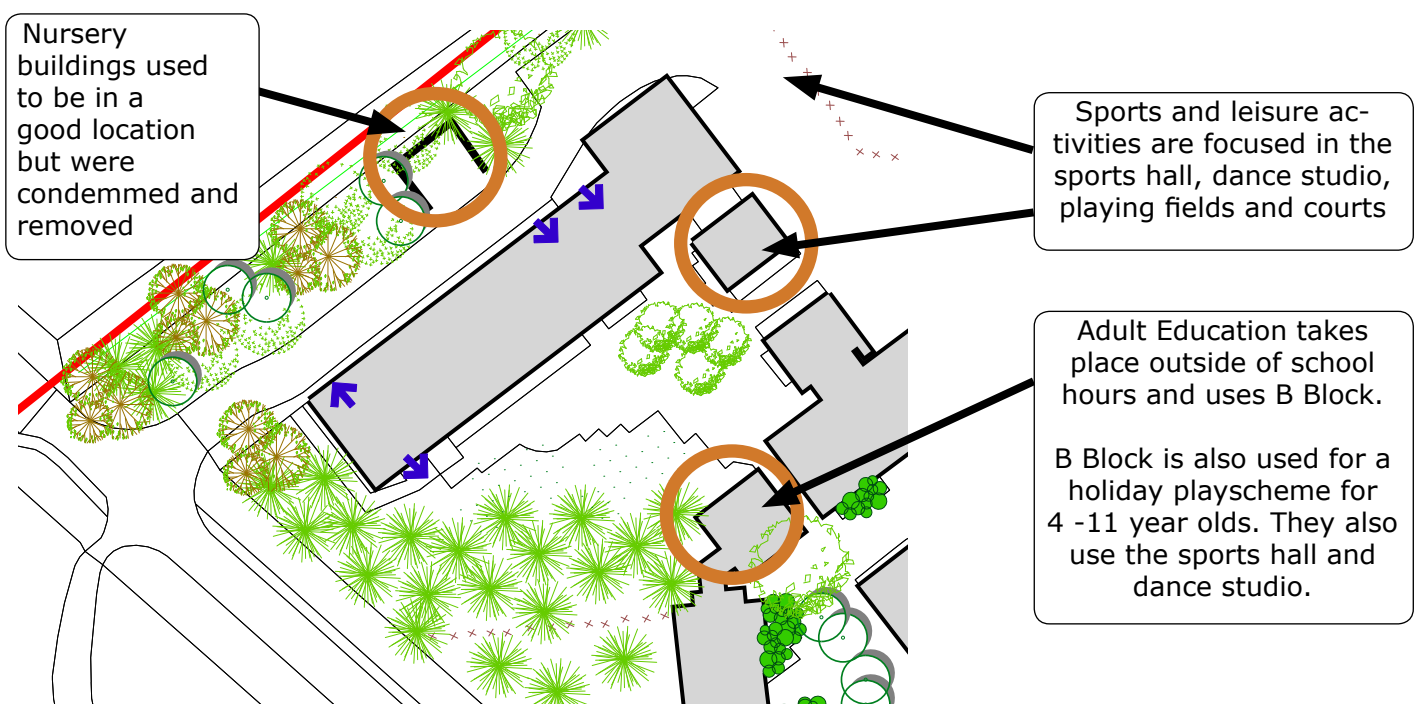 Nursery
buildings used
to be in a
good location
but were
condemmed and
removed
Sports and leisure ac-
tivities are focused in the
sports hall, dance studio,
playing fields and courts
Adult Education takes
place outside of school
hours and uses B Block.
B Block is also used for a
holiday playscheme for
4 -11 year olds. They also
use the sports hall and
dance studio.